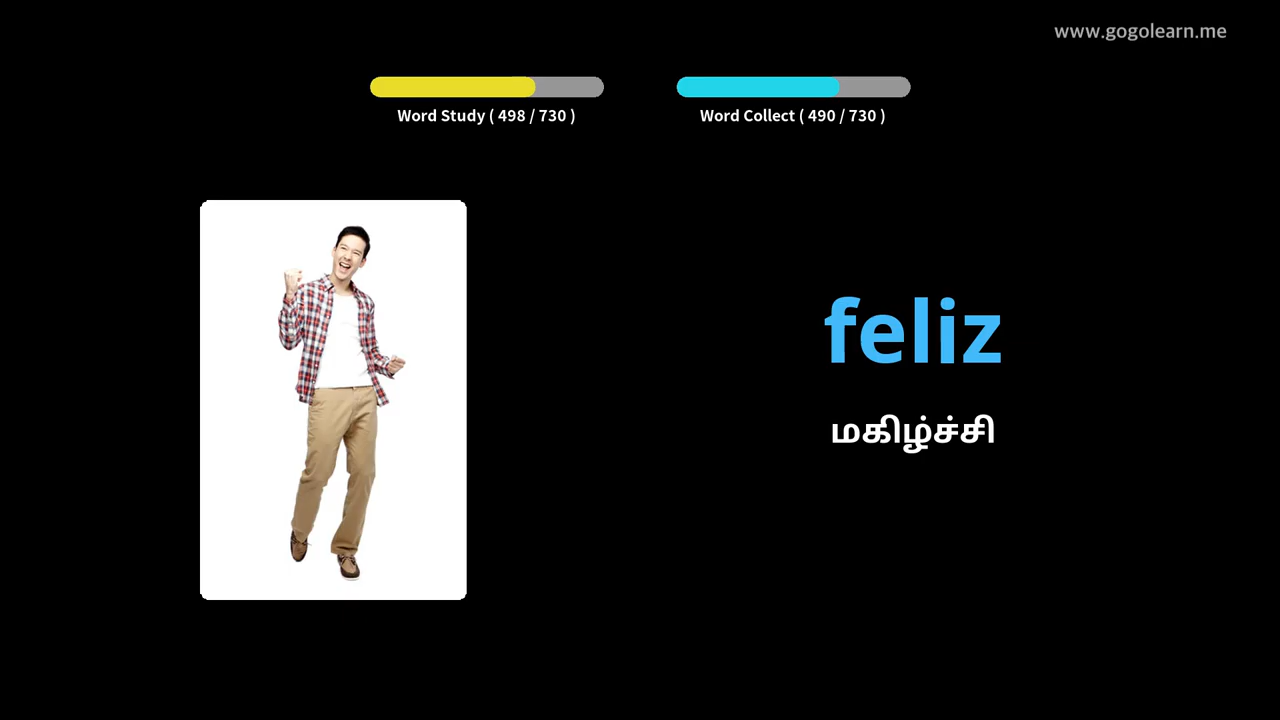 www.gogolearn.me
Word Study ( 498 / 730 )
Word Collect ( 490 / 730 )
feliz
மகிழ்ச்சி